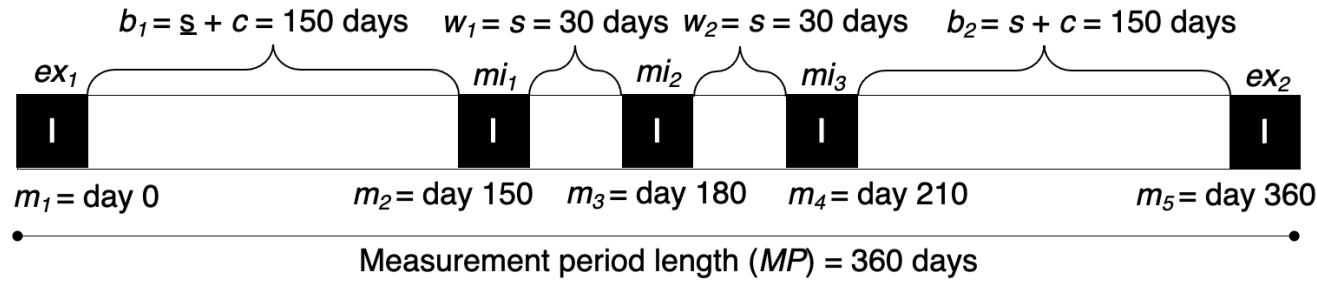 b₁ = s + c = 150 days w₁ = s = 30 days w₂ = s = 30 days b₂ = s + c = 150 days
ex₁ mi₁ mi₂ mi₃ ex₂
I I I I I
m₁ = day 0 m₂ = day 150 m₃ = day 180 m₄ = day 210 m₅ = day 360
Measurement period length (MP) = 360 days